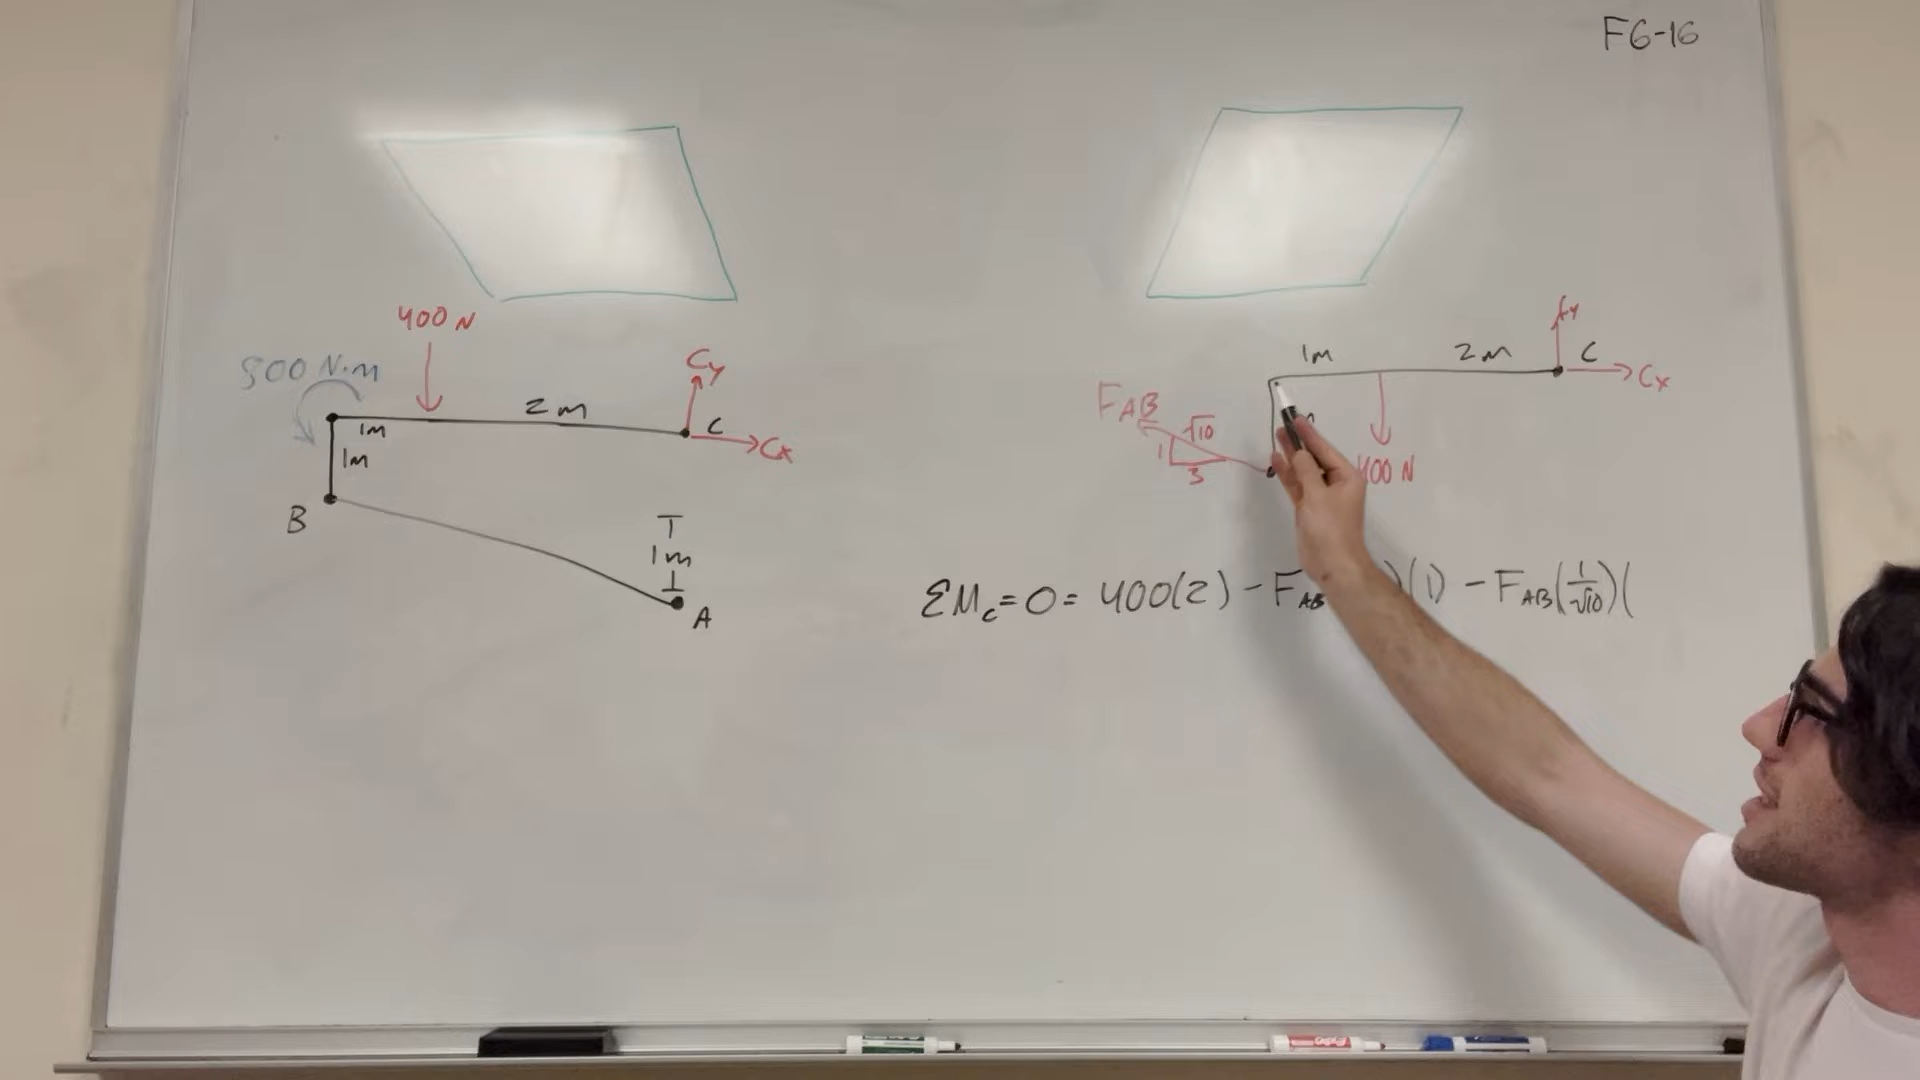 F6-16
400 N
800 N·m
Cy
2m
C
Cx
1m
1m
B
1m
A
Cy
1m
2m
C
Cx
FAB
√10
1
3
400 N
ΣMc=0= 400(2) - FAB )(1) - FAB(1/√10)(
EXPO